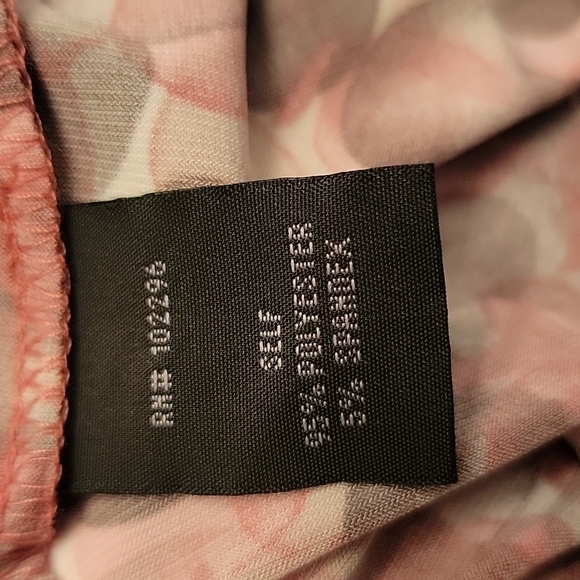 RN# 102296
SELF
95% POLYESTER
5% SPANDEX